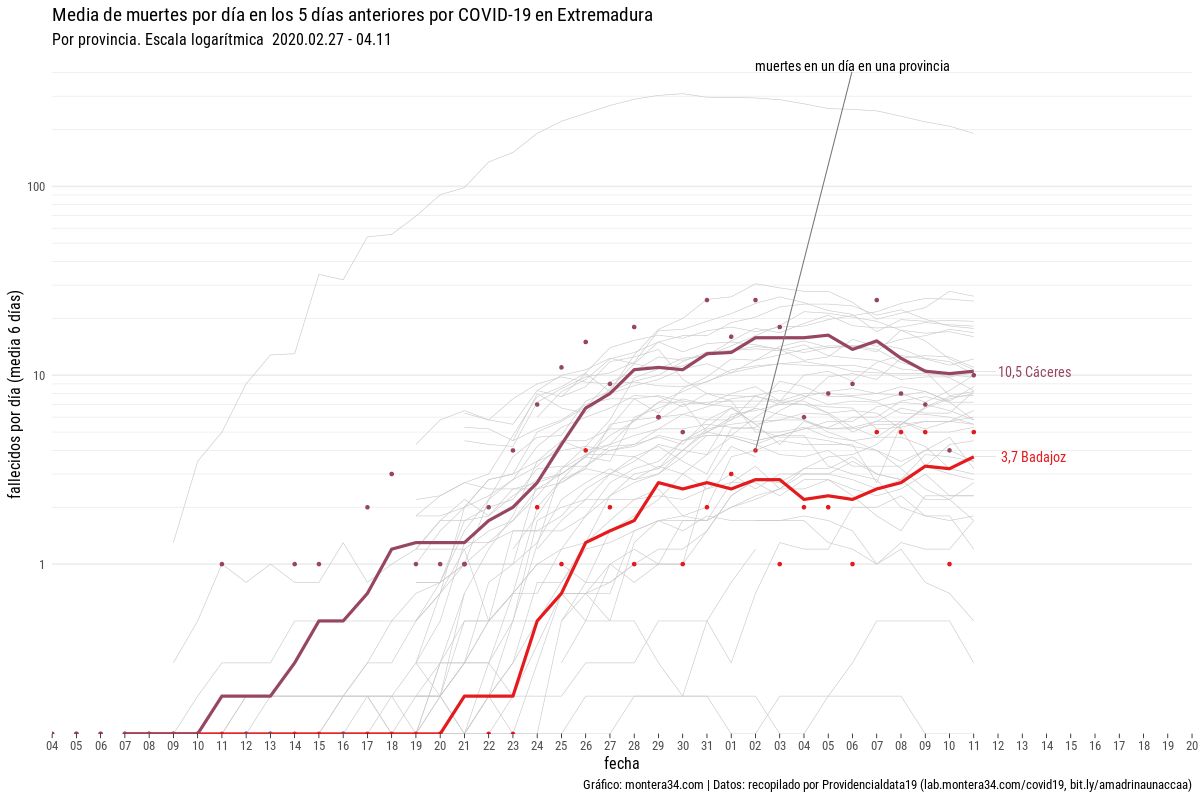 Media de muertes por día en los 5 días anteriores por COVID-19 en Extremadura
Por provincia. Escala logarítmica 2020.02.27 - 04.11
muertes en un día en una provincia
fallecidos por día (media 6 días)
100
10
1
10,5 Cáceres
3,7 Badajoz
04 05 06 07 08 09 10 11 12 13 14 15 16 17 18 19 20 21 22 23 24 25 26 27 28 29 30 31 01 02 03 04 05 06 07 08 09 10 11 12 13 14 15 16 17 18 19 20
fecha
Gráfico: montera34.com | Datos: recopilado por Providencialdata19 (lab.montera34.com/covid19, bit.ly/amadrinaunaccaa)